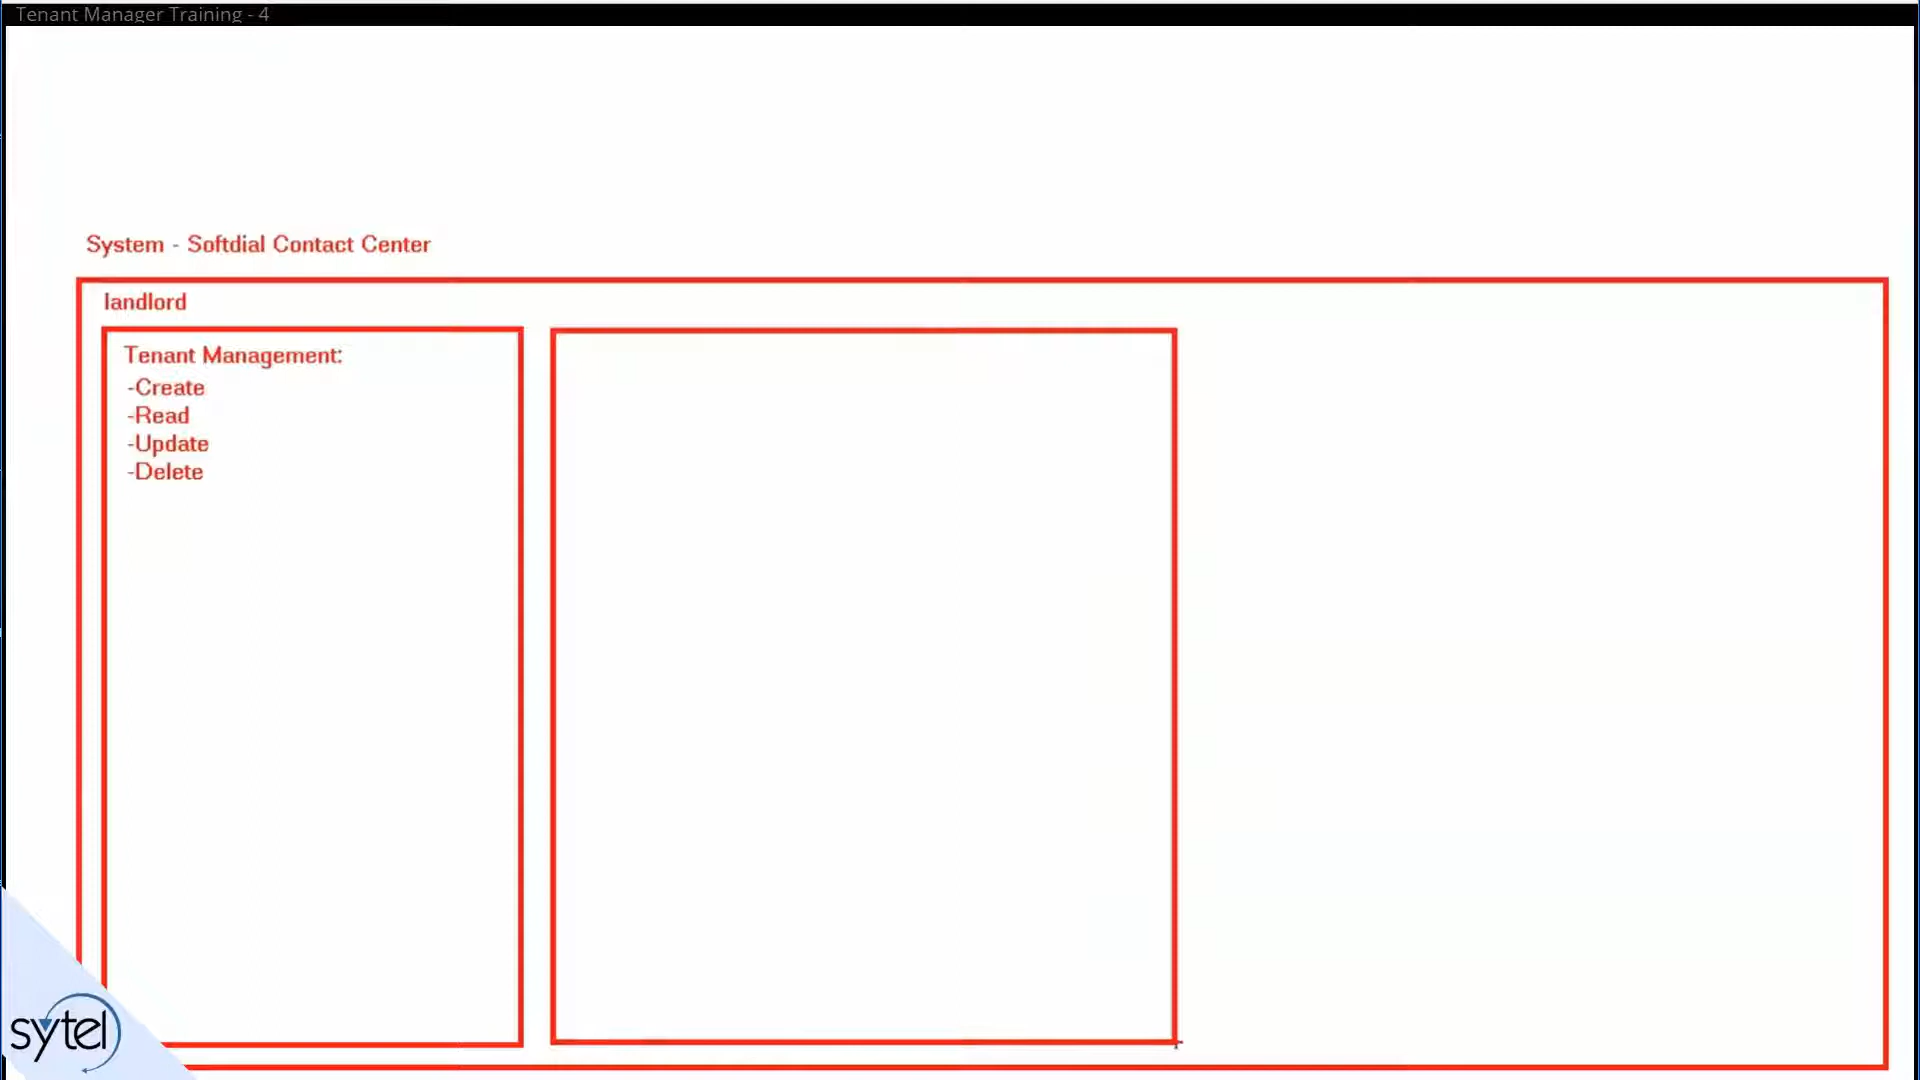 Tenant Manager Training - 4
System - Softdial Contact Center
landlord
Tenant Management:
-Create
-Read
-Update
-Delete
sytel